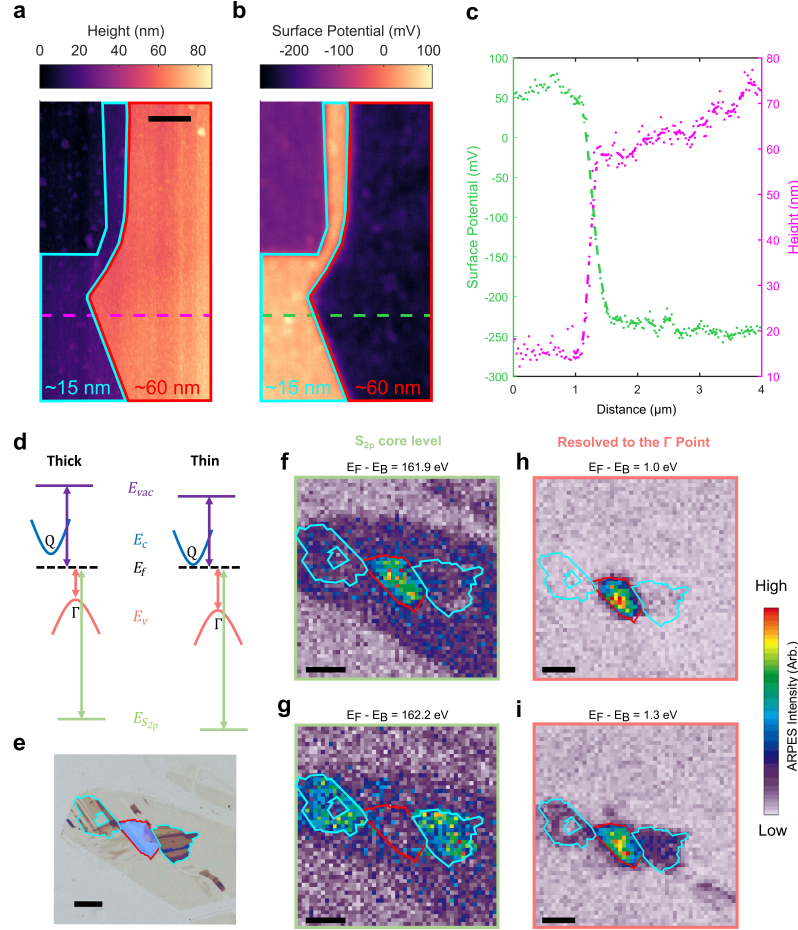 a
Height (nm)
0 20 40 60 80
~15 nm
~60 nm
b
Surface Potential (mV)
-200 -100 0 100
~15 nm
~60 nm
c
100
50
0
-50
-100
-150
-200
-250
-300
Surface Potential (mV)
80
70
60
50
40
30
20
10
Height (nm)
0 1 2 3 4
Distance (µm)
d
Thick
Thin
E_vac
E_c
E_f
E_v
E_S2p
Q
Γ
Q
Γ
e
S2p core level
f
E_F - E_B = 161.9 eV
g
E_F - E_B = 162.2 eV
Resolved to the Γ Point
h
E_F - E_B = 1.0 eV
i
E_F - E_B = 1.3 eV
High
ARPES Intensity (Arb.)
Low